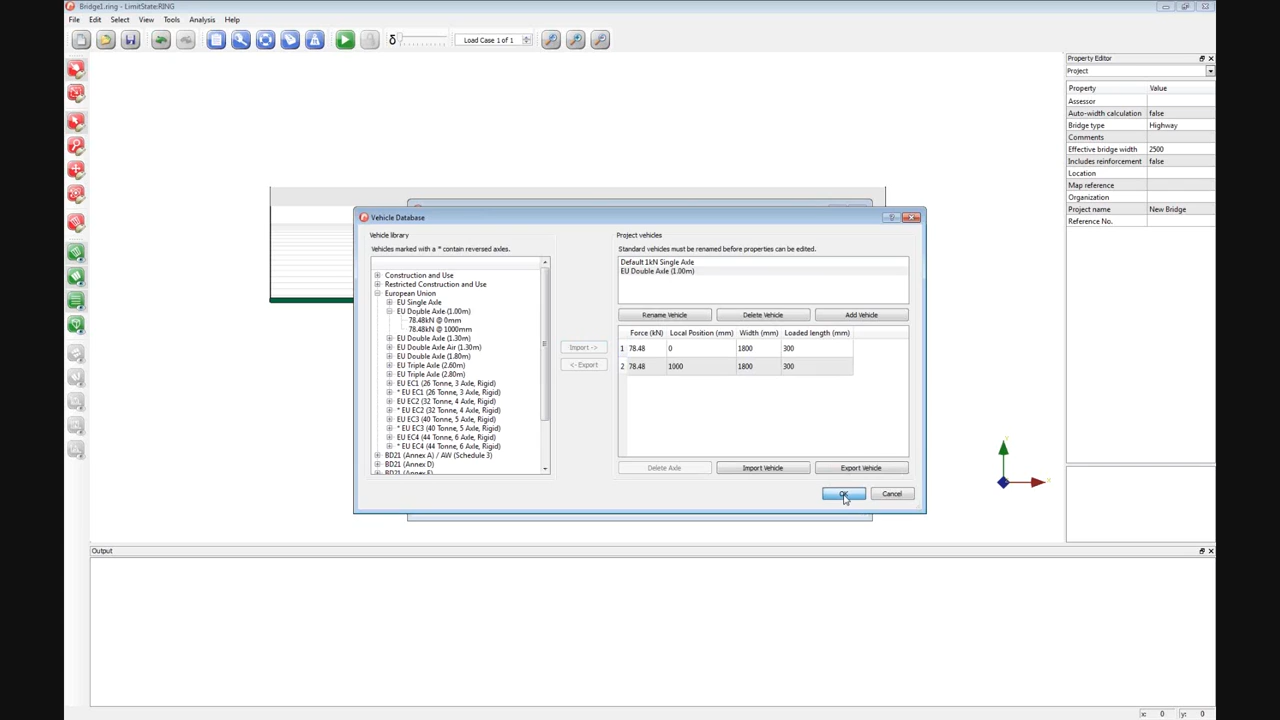 Bridge1.ring - LimitState:RING
File Edit Select View Tools Analysis Help
δ Load Case 1 of 1
Property Editor
Project
Property Value
Assessor
Auto-width calculation false
Bridge type Highway
Comments
Effective bridge width 2500
Includes reinforcement false
Location
Map reference
Organization
Project name New Bridge
Reference No.
Vehicle Database
Vehicle library
Vehicles marked with a * contain reversed axles.
Construction and Use
Restricted Construction and Use
European Union
EU Single Axle
EU Double Axle (1.00m)
78.48kN @ 0mm
78.48kN @ 1000mm
EU Double Axle (1.30m)
EU Double Axle Air (1.30m)
EU Double Axle (1.80m)
EU Triple Axle (2.60m)
EU Triple Axle (2.80m)
EU EC1 (26 Tonne, 3 Axle, Rigid)
* EU EC1 (26 Tonne, 3 Axle, Rigid)
EU EC2 (32 Tonne, 4 Axle, Rigid)
* EU EC2 (32 Tonne, 4 Axle, Rigid)
EU EC3 (40 Tonne, 5 Axle, Rigid)
* EU EC3 (40 Tonne, 5 Axle, Rigid)
EU EC4 (44 Tonne, 6 Axle, Rigid)
* EU EC4 (44 Tonne, 6 Axle, Rigid)
BD21 (Annex A) / AW (Schedule 3)
BD21 (Annex D)
Import ->
<- Export
Project vehicles
Standard vehicles must be renamed before properties can be edited.
Default 1kN Single Axle
EU Double Axle (1.00m)
Rename Vehicle Delete Vehicle Add Vehicle
Force (kN) Local Position (mm) Width (mm) Loaded length (mm)
1 78.48 0 1800 300
2 78.48 1000 1800 300
Delete Axle Import Vehicle Export Vehicle
OK Cancel
Output
x: 0 y: 0